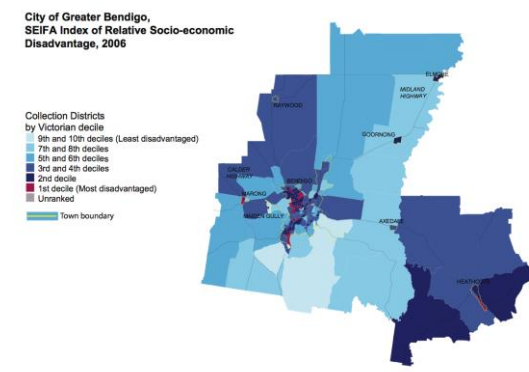 City of Greater Bendigo,
SEIFA Index of Relative Socio-economic
Disadvantage, 2006
Collection Districts
by Victorian decile
9th and 10th deciles (Least disadvantaged)
7th and 8th deciles
5th and 6th deciles
3rd and 4th deciles
2nd decile
1st decile (Most disadvantaged)
Unranked
Town boundary
ELMORE
MIDLAND
HIGHWAY
RAYWOOD
GOORNONG
CALDER
HIGHWAY
BENDIGO
MARONG
MAIDEN GULLY
AXEDALE
HEATHCOTE